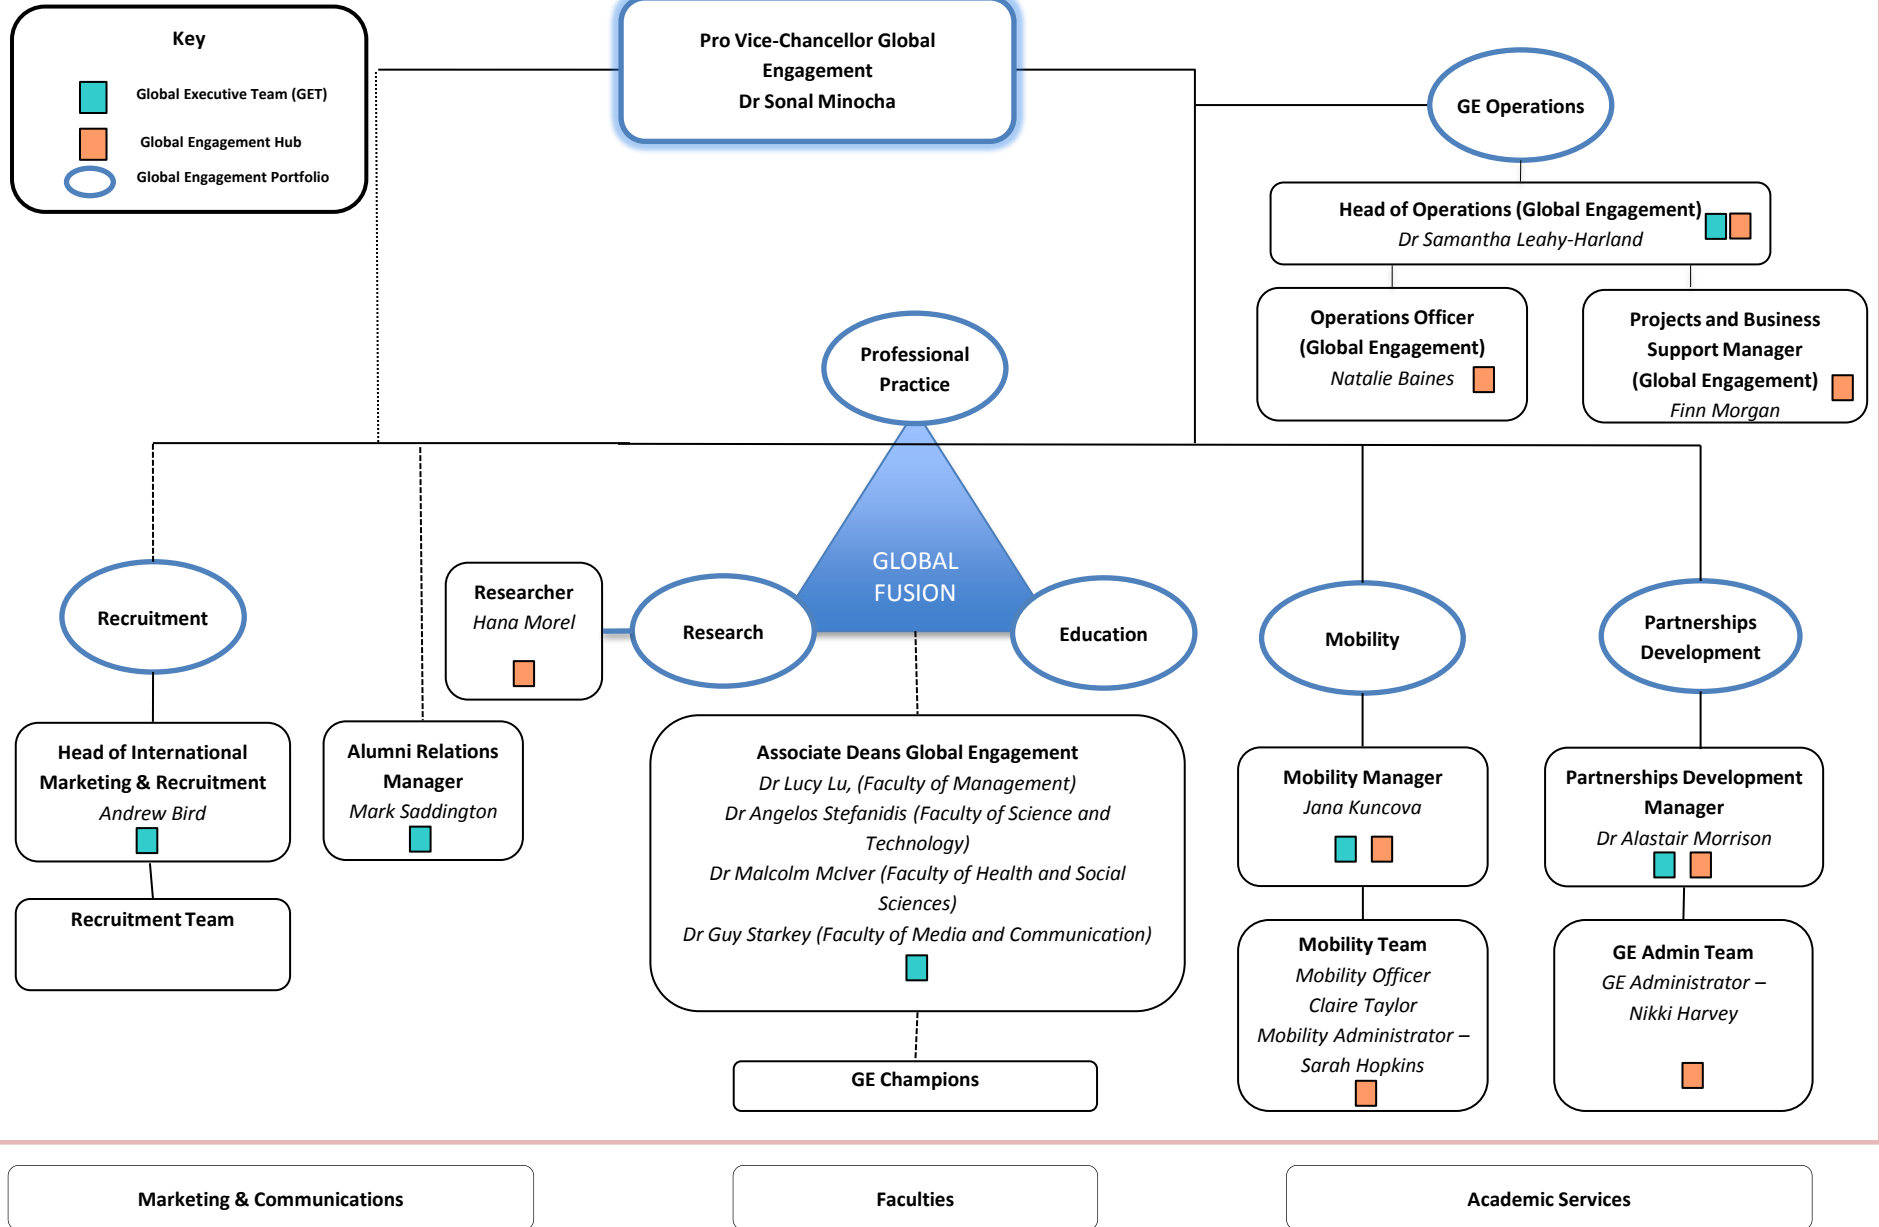 Key
Global Executive Team (GET)
Global Engagement Hub
Global Engagement Portfolio
Pro Vice-Chancellor Global
Engagement
Dr Sonal Minocha
GE Operations
Head of Operations (Global Engagement)
Dr Samantha Leahy-Harland
Operations Officer
(Global Engagement)
Natalie Baines
Projects and Business
Support Manager
(Global Engagement)
Finn Morgan
Professional
Practice
GLOBAL
FUSION
Recruitment
Researcher
Hana Morel
Research
Education
Mobility
Partnerships
Development
Head of International
Marketing & Recruitment
Andrew Bird
Alumni Relations
Manager
Mark Saddington
Associate Deans Global Engagement
Dr Lucy Lu, (Faculty of Management)
Dr Angelos Stefanidis (Faculty of Science and
Technology)
Dr Malcolm McIver (Faculty of Health and Social
Sciences)
Dr Guy Starkey (Faculty of Media and Communication)
Mobility Manager
Jana Kuncova
Partnerships Development
Manager
Dr Alastair Morrison
Recruitment Team
Mobility Team
Mobility Officer
Claire Taylor
Mobility Administrator –
Sarah Hopkins
GE Admin Team
GE Administrator –
Nikki Harvey
GE Champions
Marketing & Communications
Faculties
Academic Services